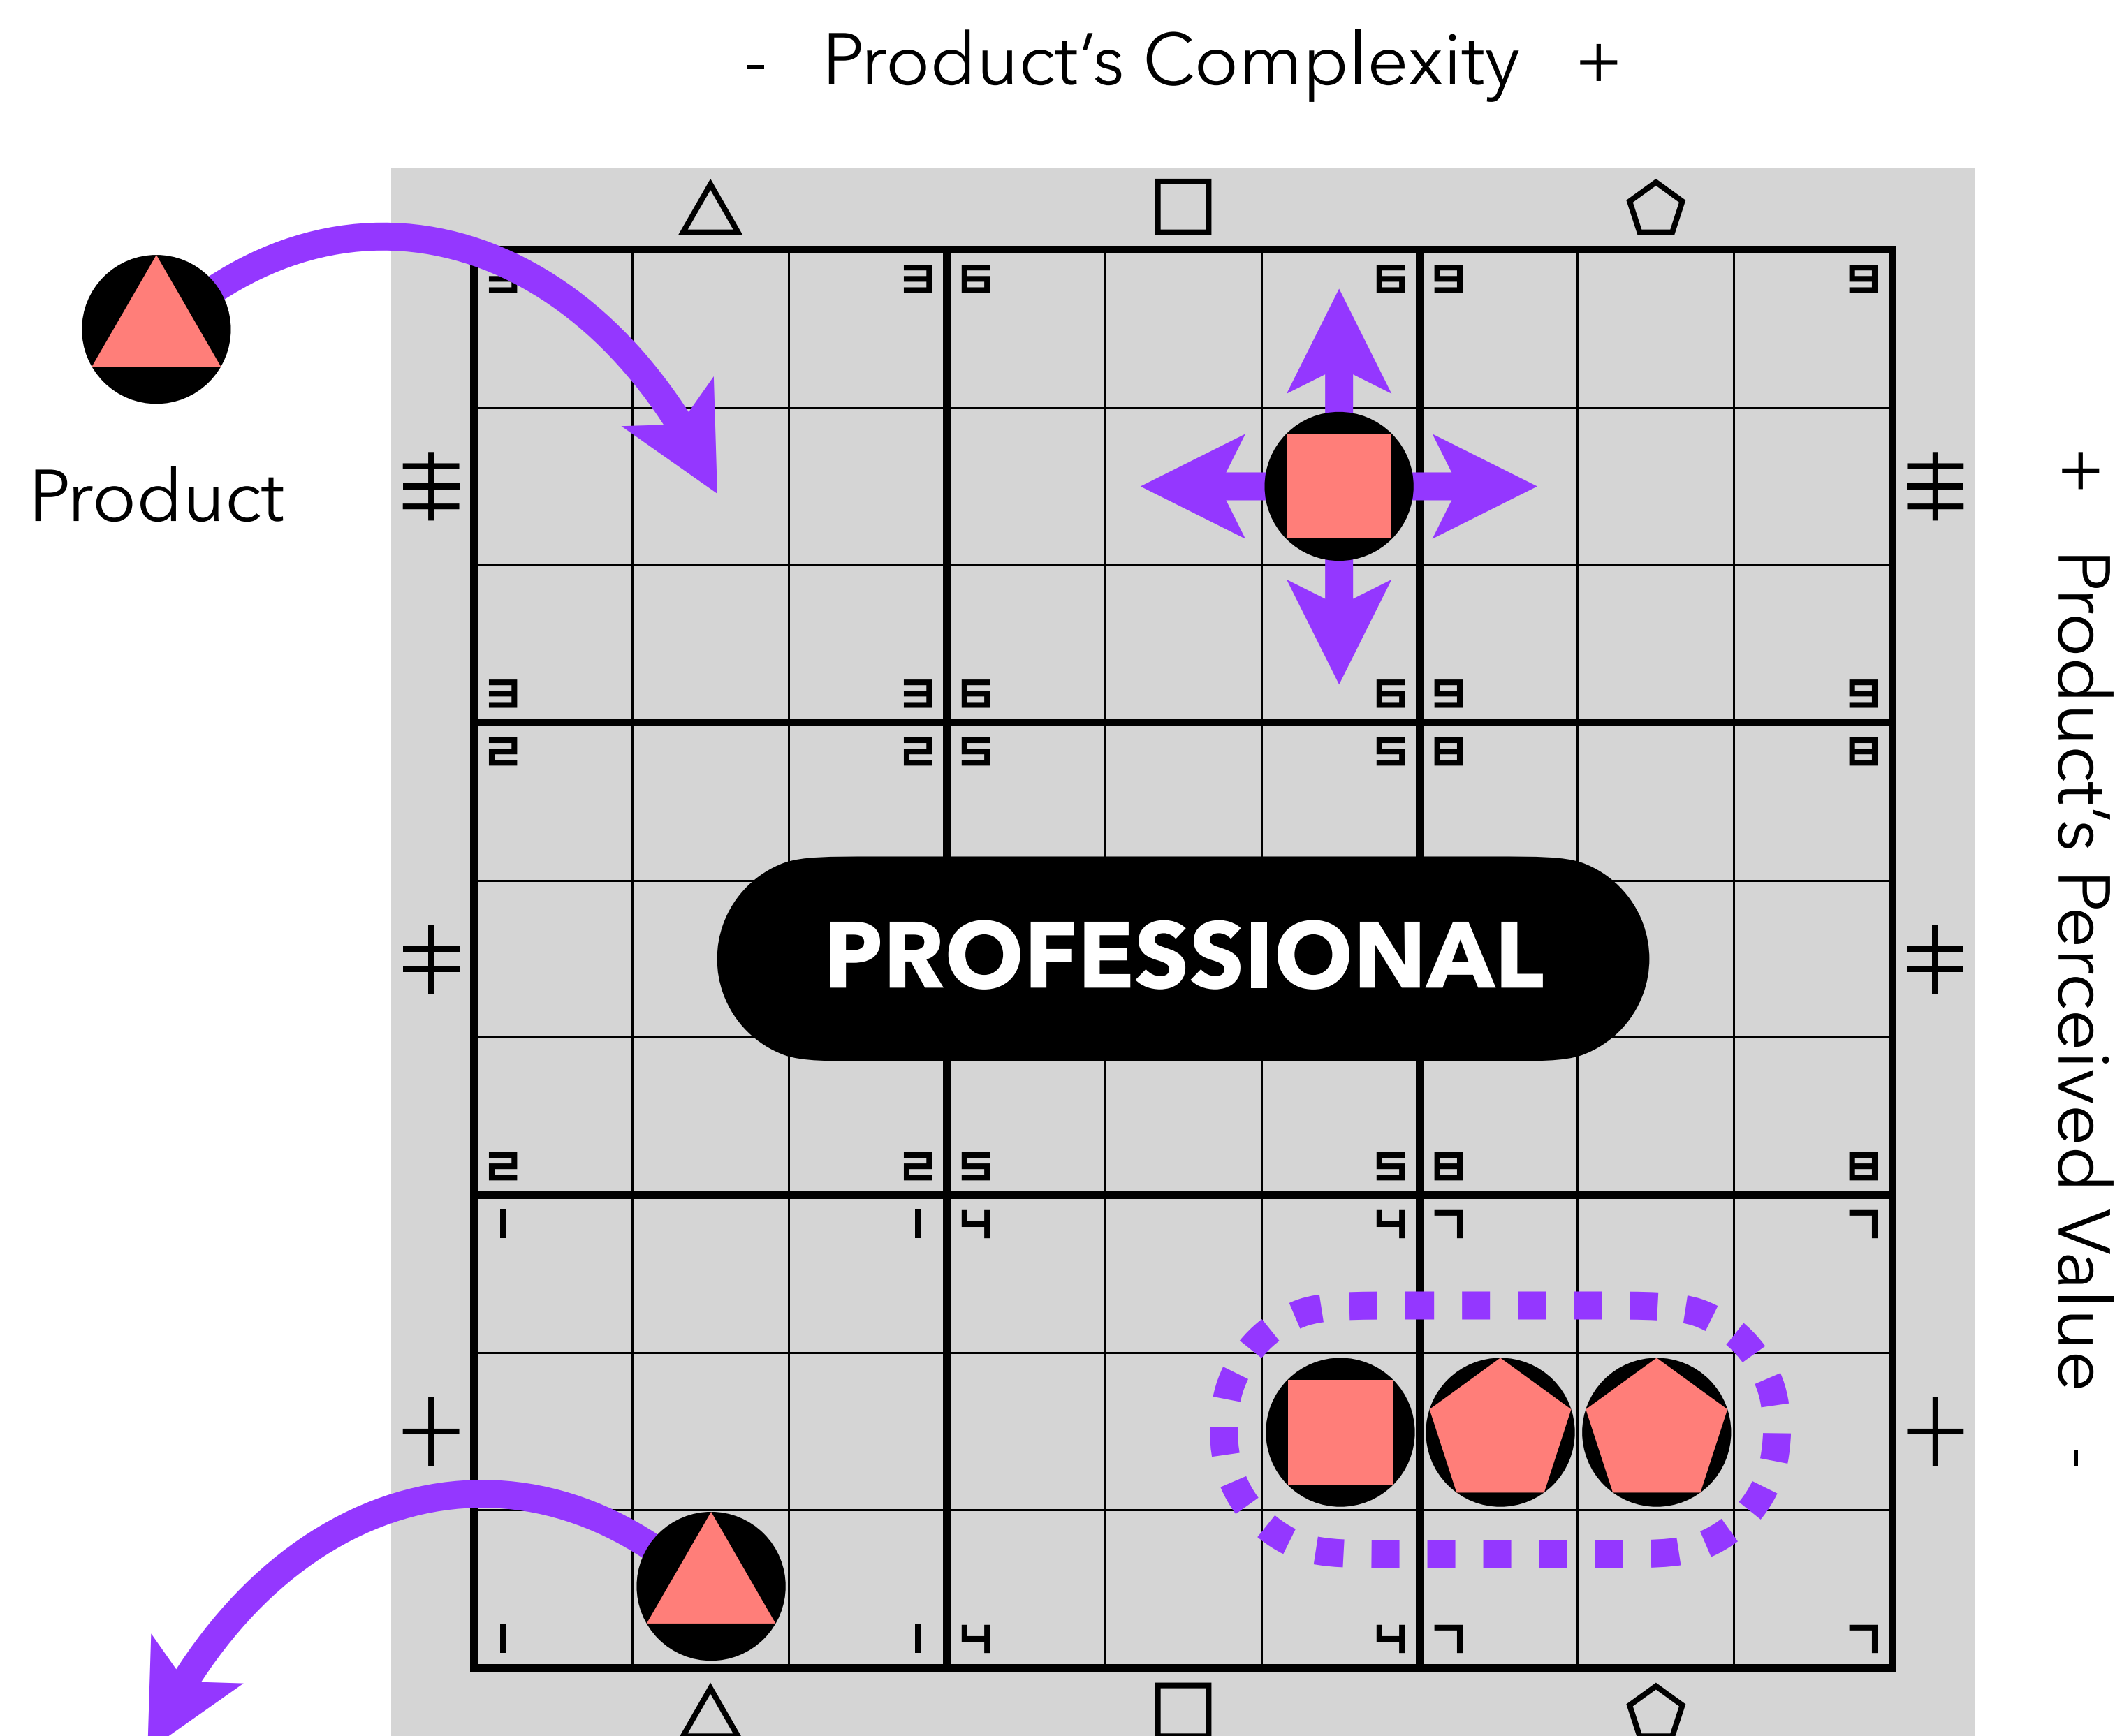 - Product's Complexity +
Product
3 3 6 6 9 9
3 3 6 6 9 9
2 2 5 5 8 8
PROFESSIONAL
2 2 5 5 8 8
1 1 4 4 7 7
1 1 4 4 7 7
+ Product's Perceived Value -